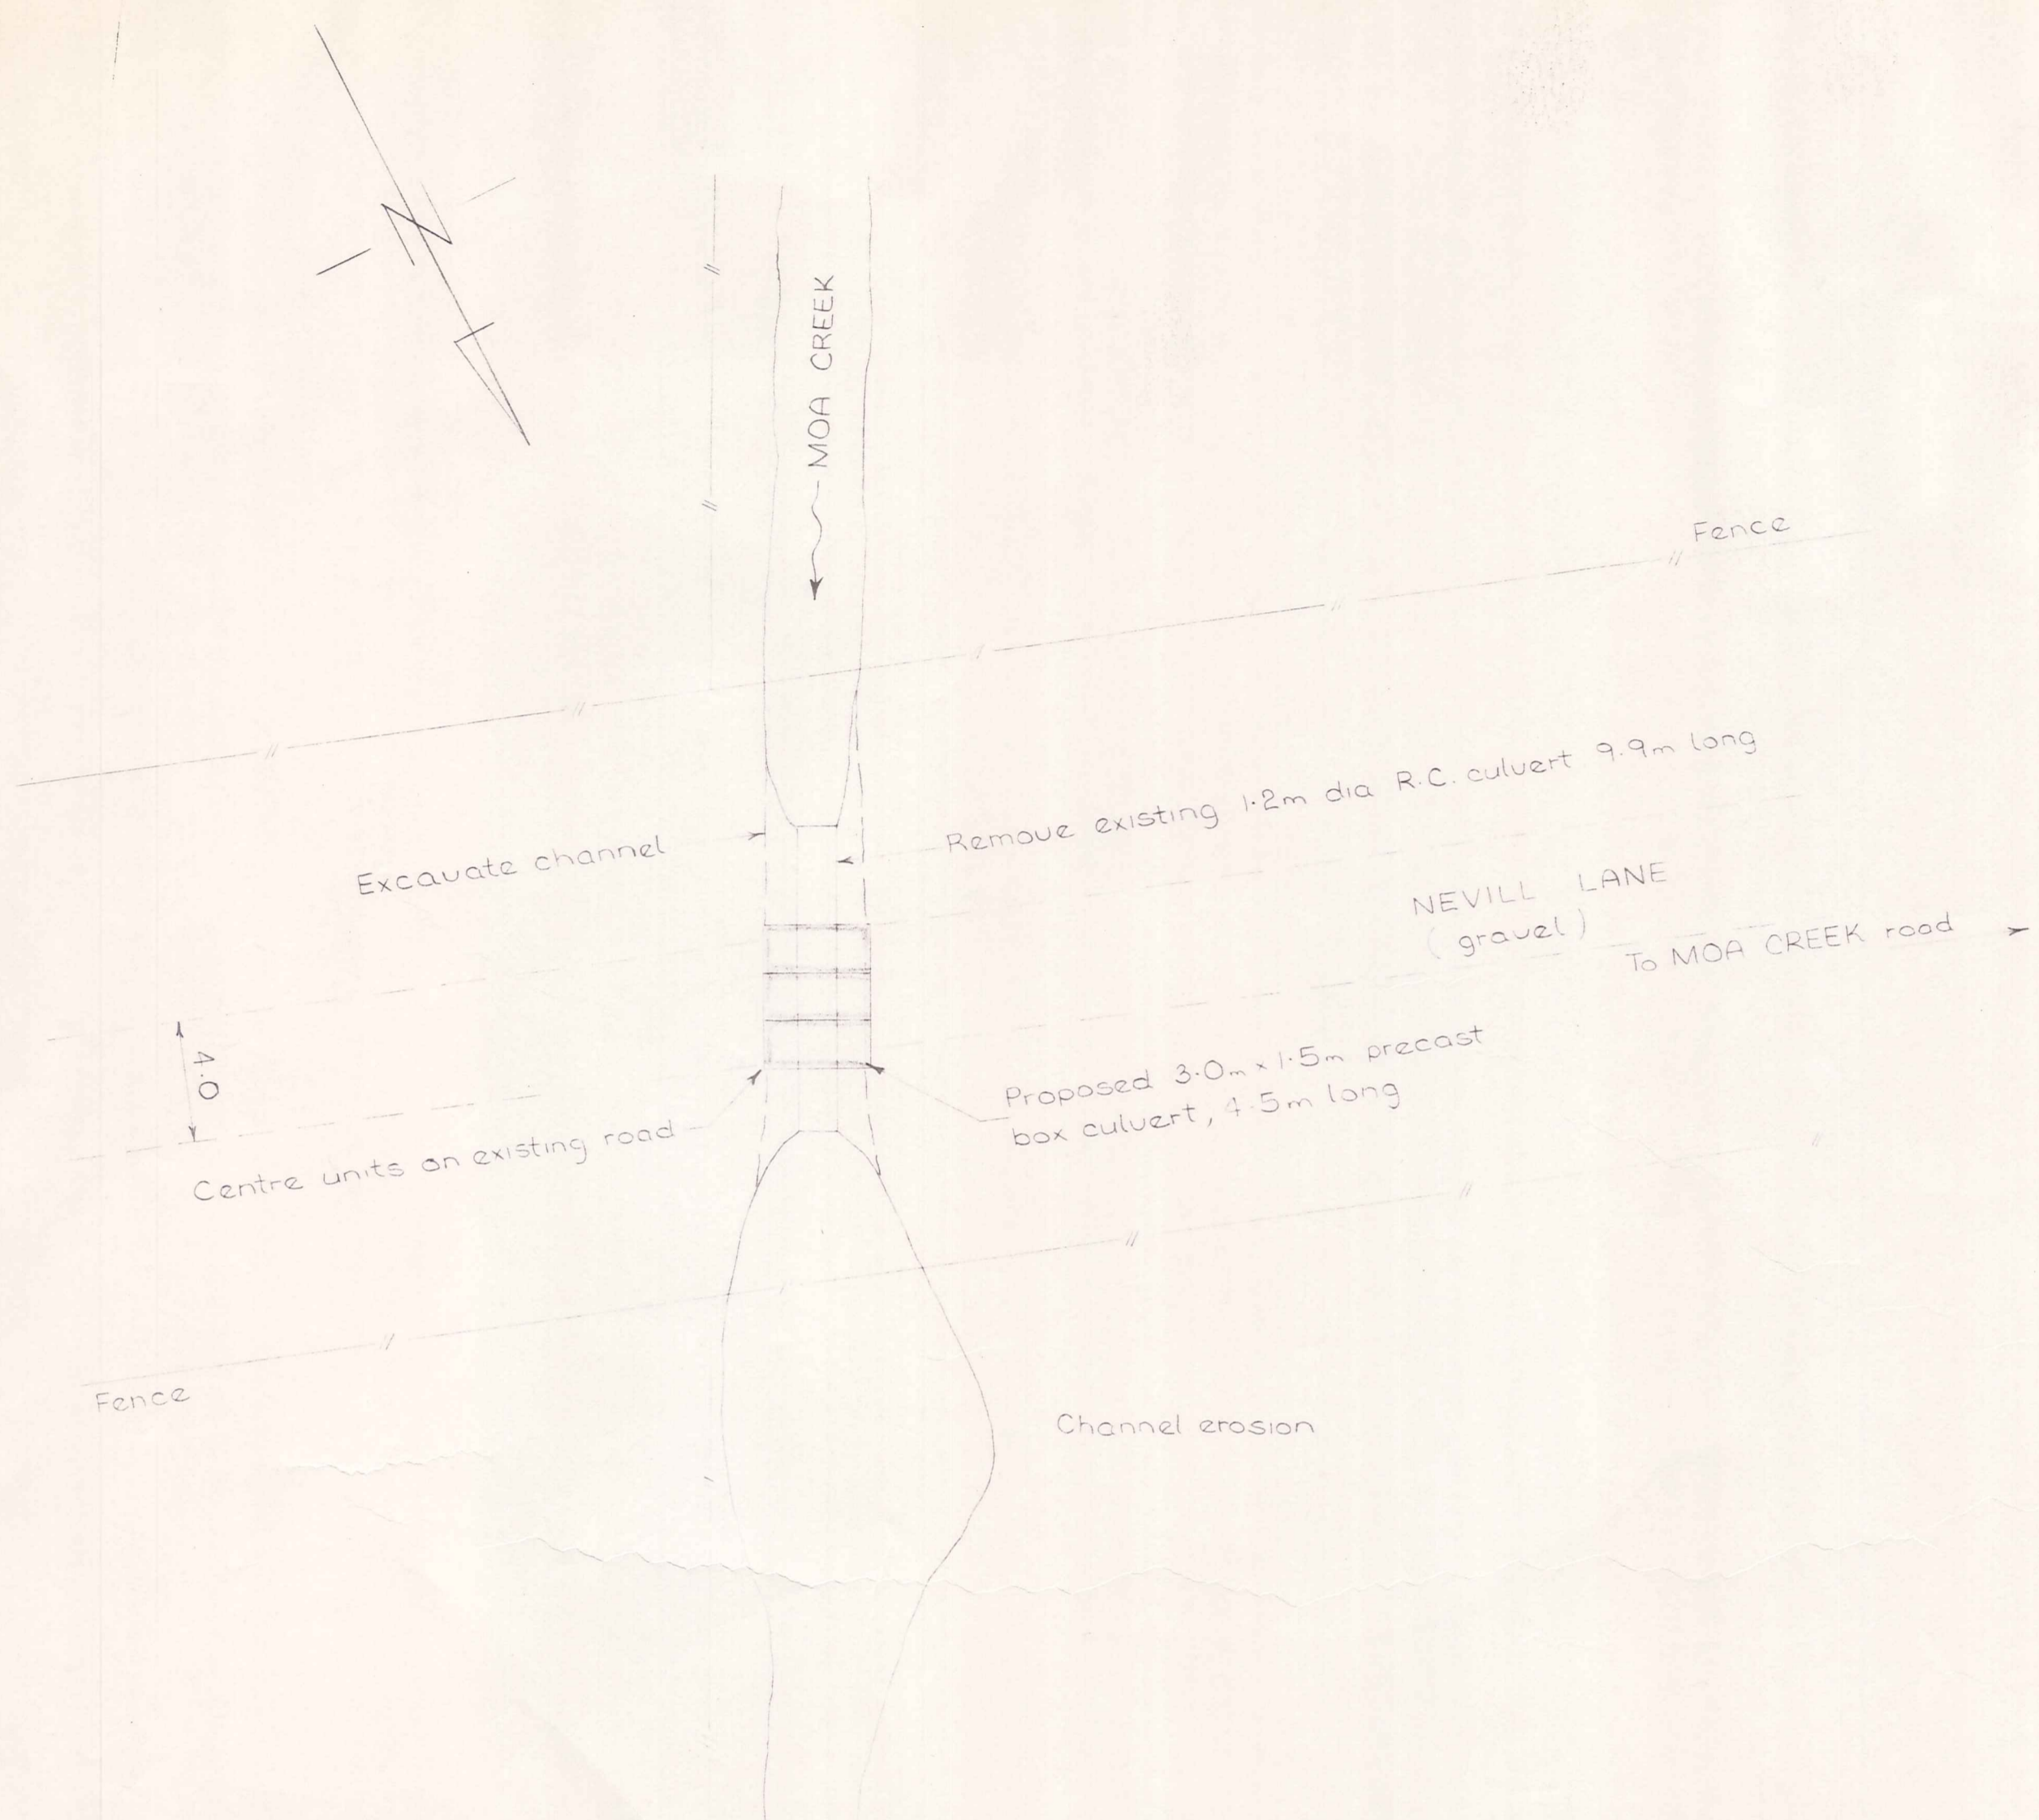 N
MOA CREEK
Fence
Remove existing 1.2m dia R.C. culvert 9.9m long
Excavate channel
NEVILL LANE
(gravel)
To MOA CREEK road
4.0
Proposed 3.0m x 1.5m precast
box culvert, 4.5m long
Centre units on existing road
Fence
Channel erosion